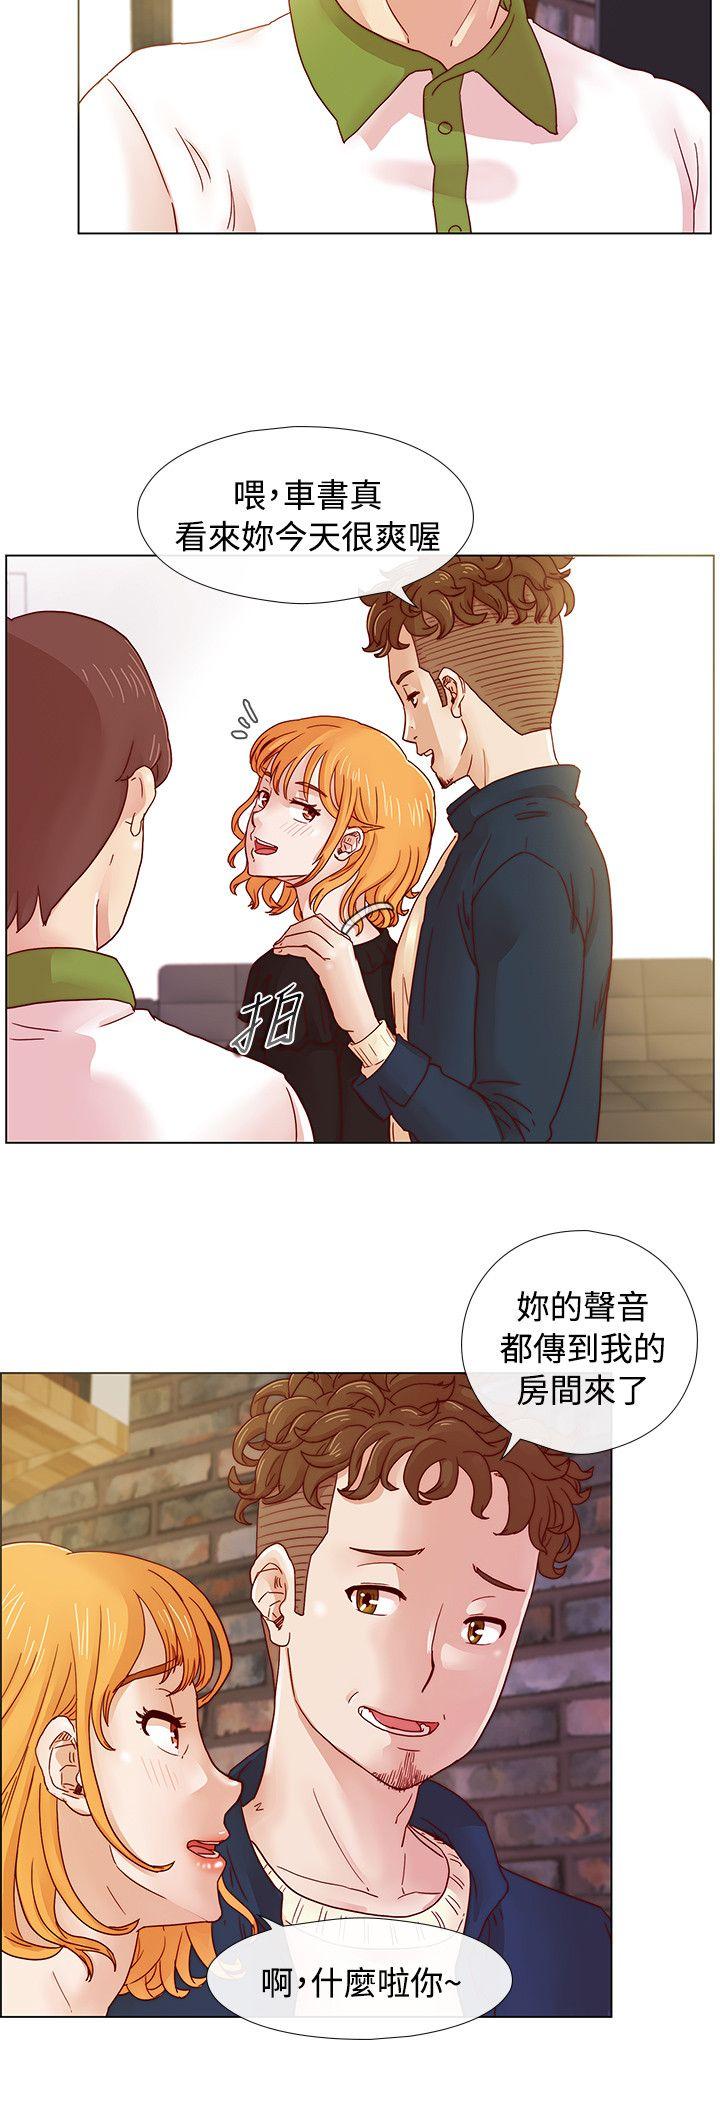 喂，車書真
看來妳今天很爽喔
拍
妳的聲音
都傳到我的
房間來了
啊，什麼啦你~